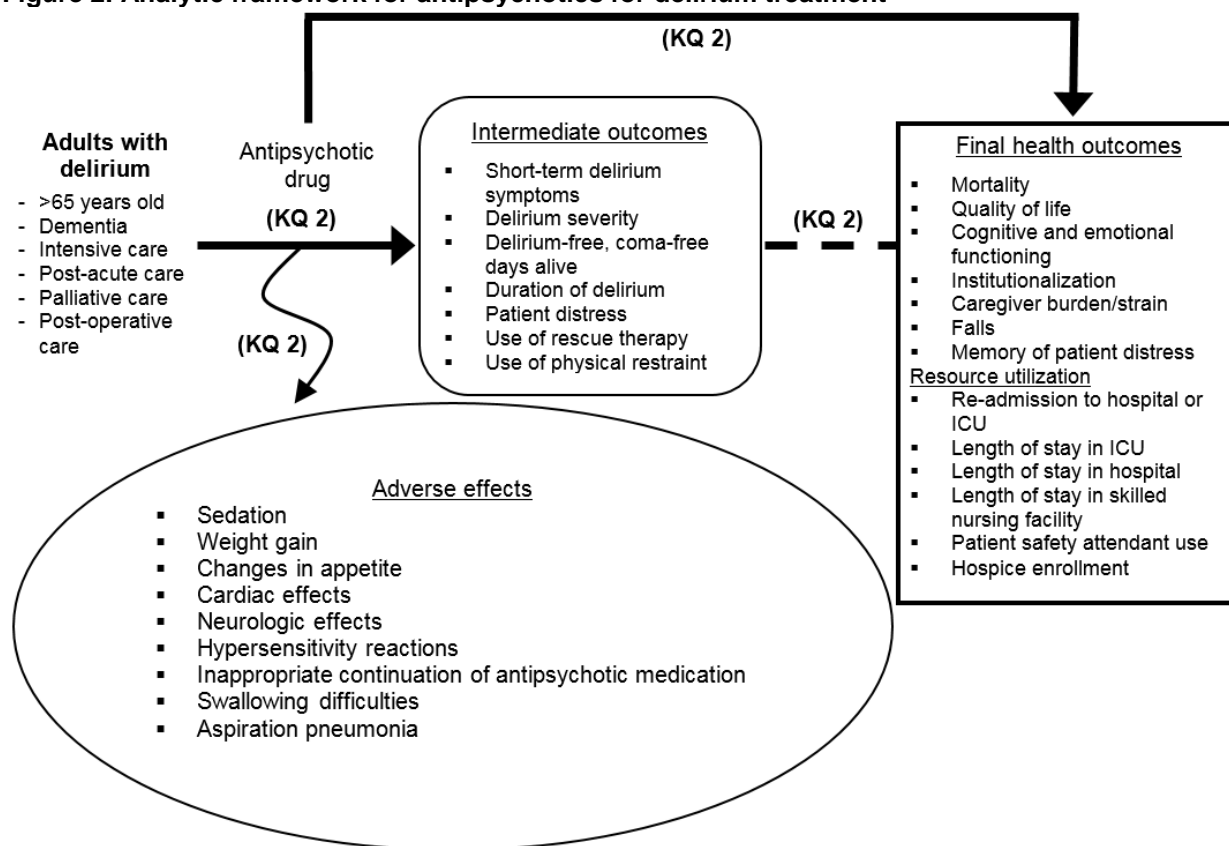 Figure 2. Analytic framework for antipsychotics for delirium treatment
(KQ 2)
Adults with
delirium
- >65 years old
- Dementia
- Intensive care
- Post-acute care
- Palliative care
- Post-operative
care
Antipsychotic
drug
(KQ 2)
(KQ 2)
Intermediate outcomes
▪ Short-term delirium
symptoms
▪ Delirium severity
▪ Delirium-free, coma-free
days alive
▪ Duration of delirium
▪ Patient distress
▪ Use of rescue therapy
▪ Use of physical restraint
(KQ 2)
Final health outcomes
▪ Mortality
▪ Quality of life
▪ Cognitive and emotional
functioning
▪ Institutionalization
▪ Caregiver burden/strain
▪ Falls
▪ Memory of patient distress
Resource utilization
▪ Re-admission to hospital or
ICU
▪ Length of stay in ICU
▪ Length of stay in hospital
▪ Length of stay in skilled
nursing facility
▪ Patient safety attendant use
▪ Hospice enrollment
Adverse effects
▪ Sedation
▪ Weight gain
▪ Changes in appetite
▪ Cardiac effects
▪ Neurologic effects
▪ Hypersensitivity reactions
▪ Inappropriate continuation of antipsychotic medication
▪ Swallowing difficulties
▪ Aspiration pneumonia